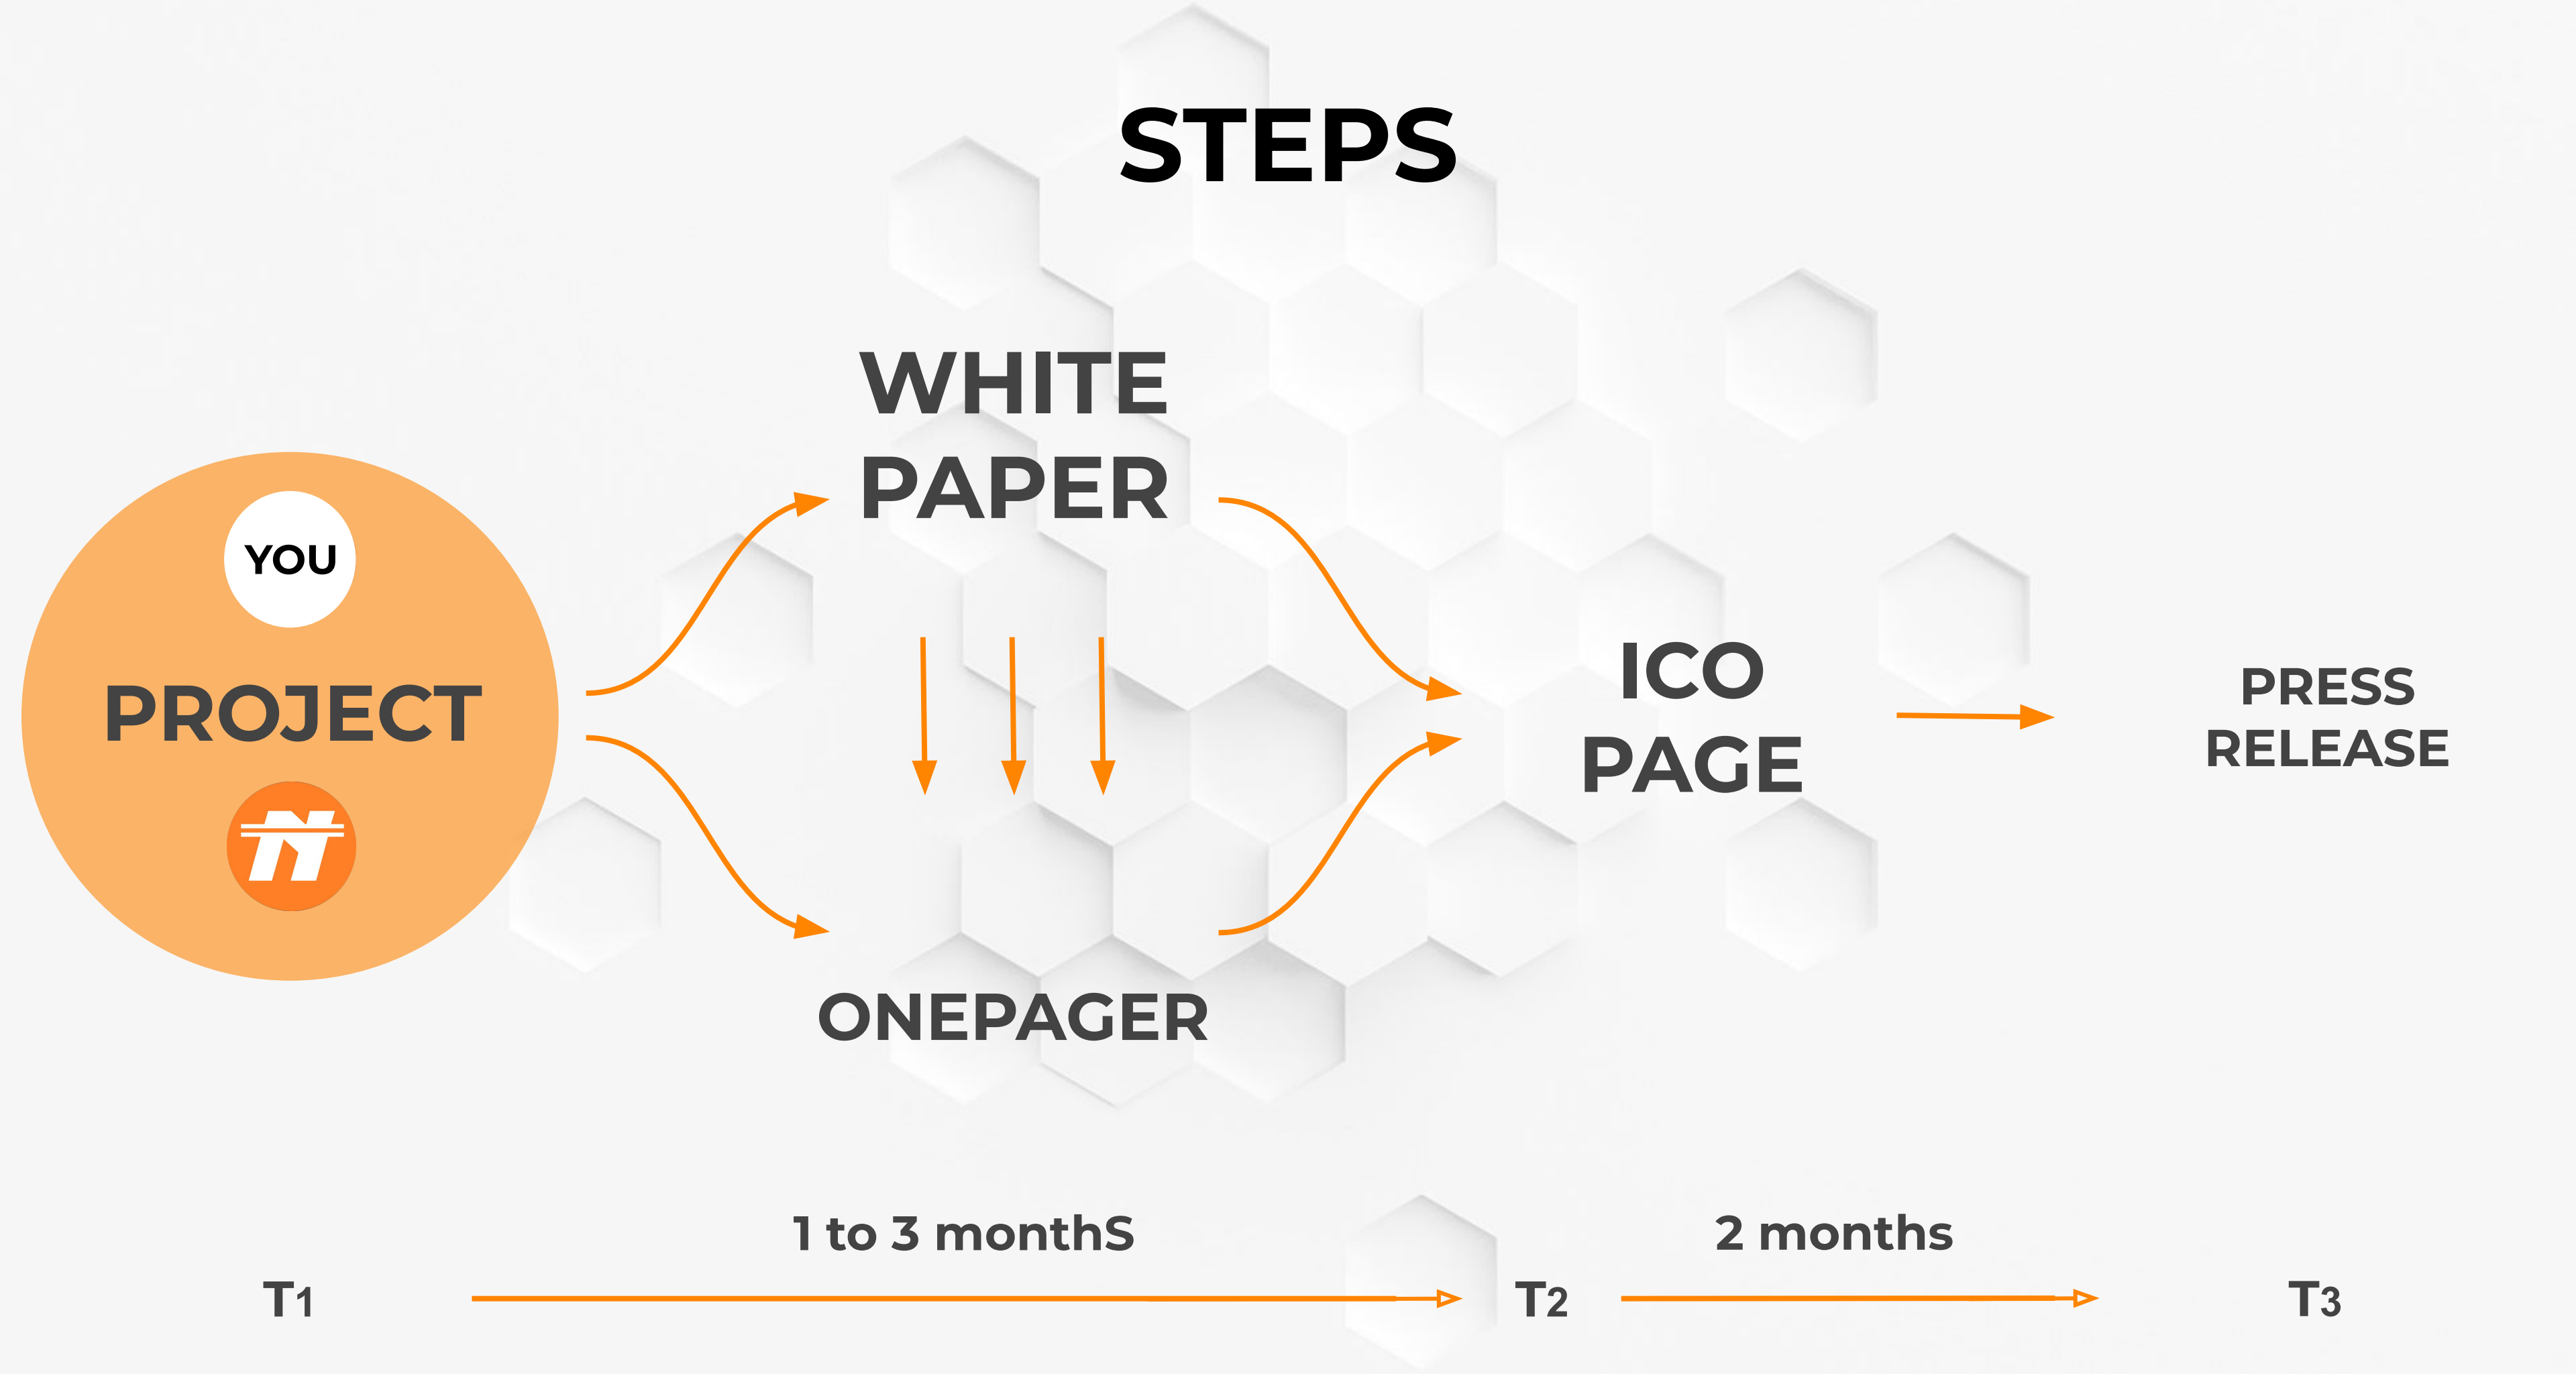 STEPS
WHITE
PAPER
YOU
PROJECT
ICO
PAGE
PRESS
RELEASE
ONEPAGER
1 to 3 monthS
2 months
T1
T2
T3